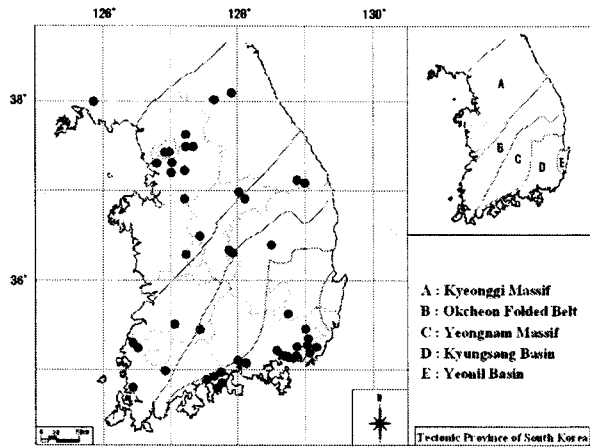 126
128
130
38
36
A
B
C
D
E
A : Kyeonggi Massif
B : Okcheon Folded Belt
C : Yeongnam Massif
D : Kyungsang Basin
E : Yeonil Basin
N
Tectonic Province of South Korea